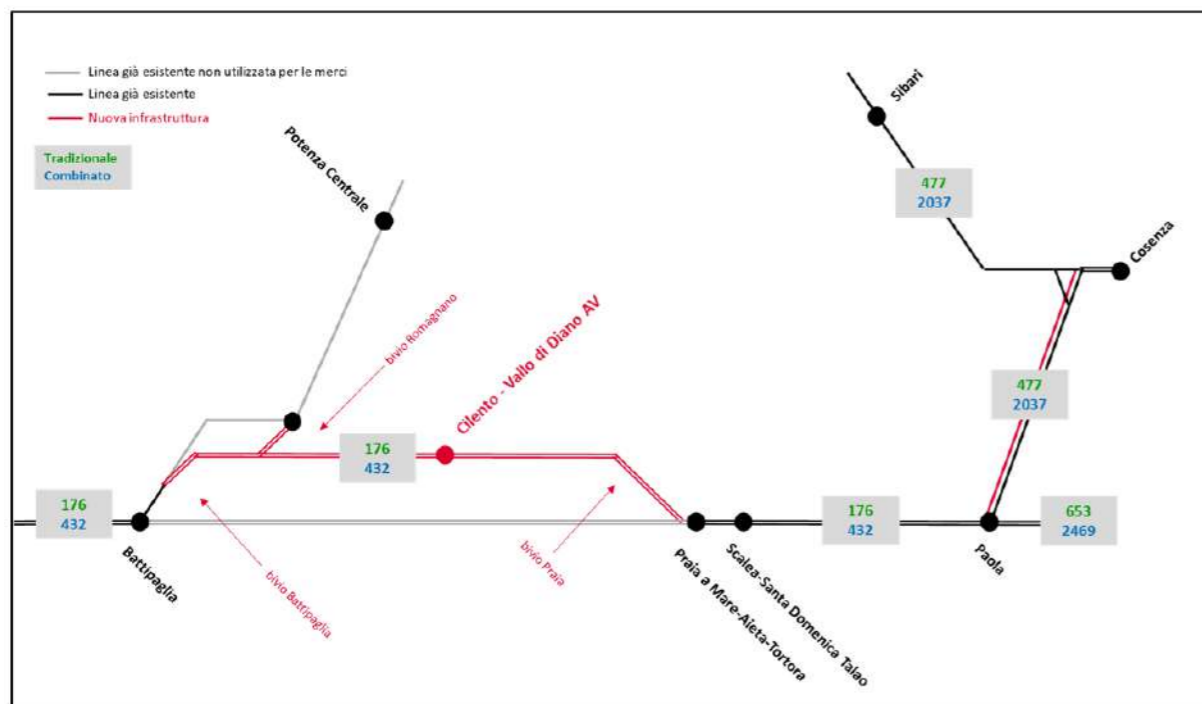 Linea già esistente non utilizzata per le merci
Linea già esistente
Nuova infrastruttura
Tradizionale
Combinato
Potenza Centrale
Sibari
477
2037
Cosenza
bivio Romagnano
Cilento - Vallo di Diano AV
477
2037
176
432
176
432
176
432
653
2469
Battipaglia
bivio Battipaglia
bivio Praia
Praia a Mare-Aieta-Tortora
Scalea-Santa Domenica Talao
Paola